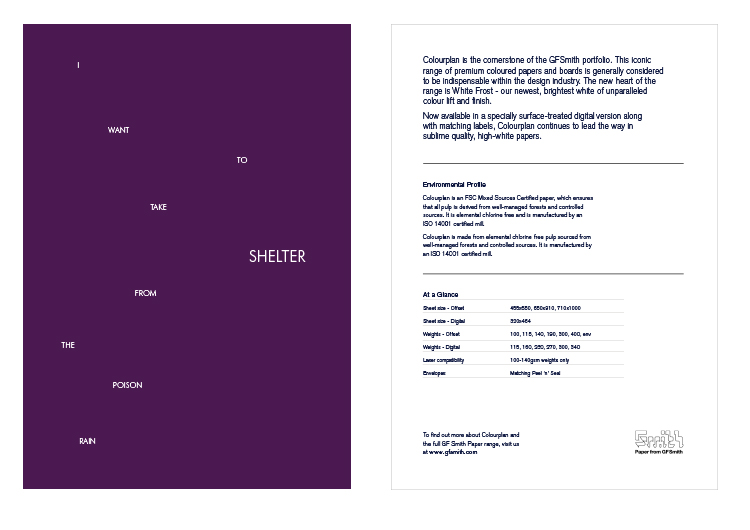 I
WANT
TO
TAKE
SHELTER
FROM
THE
POISON
RAIN
Colourplan is the cornerstone of the GFSmith portfolio. This iconic
range of premium coloured papers and boards is generally considered
to be indispensable within the design industry. The new heart of the
range is White Frost - our newest, brightest white of unparalleled
colour lift and finish.
Now available in a specially surface-treated digital version along
with matching labels, Colourplan continues to lead the way in
sublime quality, high-white papers.
Environmental Profile
Colourplan is an FSC Mixed Sources Certified paper, which ensures
that all pulp is derived from well-managed forests and controlled
sources. It is elemental chlorine free and is manufactured by an
ISO 14001 certified mill.
Colourplan is made from elemental chlorine free pulp sourced from
well-managed forests and controlled sources. It is manufactured by
an ISO 14001 certified mill.
At a Glance
Sheet size - Offset 455x650, 650x910, 710x1000
Sheet size - Digital 320x464
Weights - Offset 100, 115, 140, 190, 300, 400, env
Weights - Digital 115, 160, 250, 270, 300, 340
Laser compatibility 100-140gsm weights only
Envelopes Matching Peel 'n' Seal
To find out more about Colourplan and
the full GF Smith Paper range, visit us
at www.gfsmith.com
Smith
Paper from GFSmith